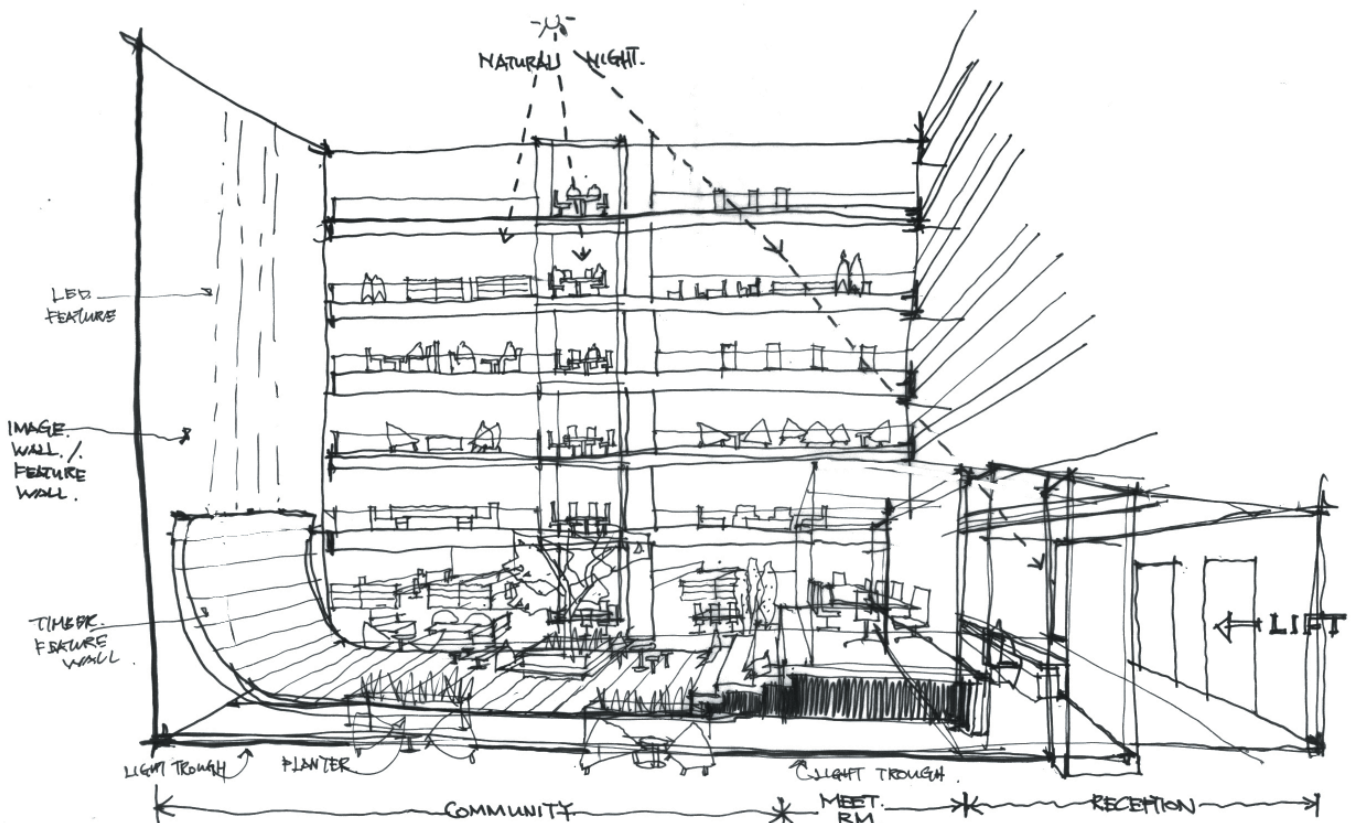 NATURAL LIGHT.
LED
FEATURE
IMAGE
WALL /
FEATURE
WALL.
TIMBER
FEATURE
WALL.
LIFT
LIGHT TROUGH
PLANTER
LIGHT TROUGH.
COMMUNITY
MEET.
RM
RECEPTION